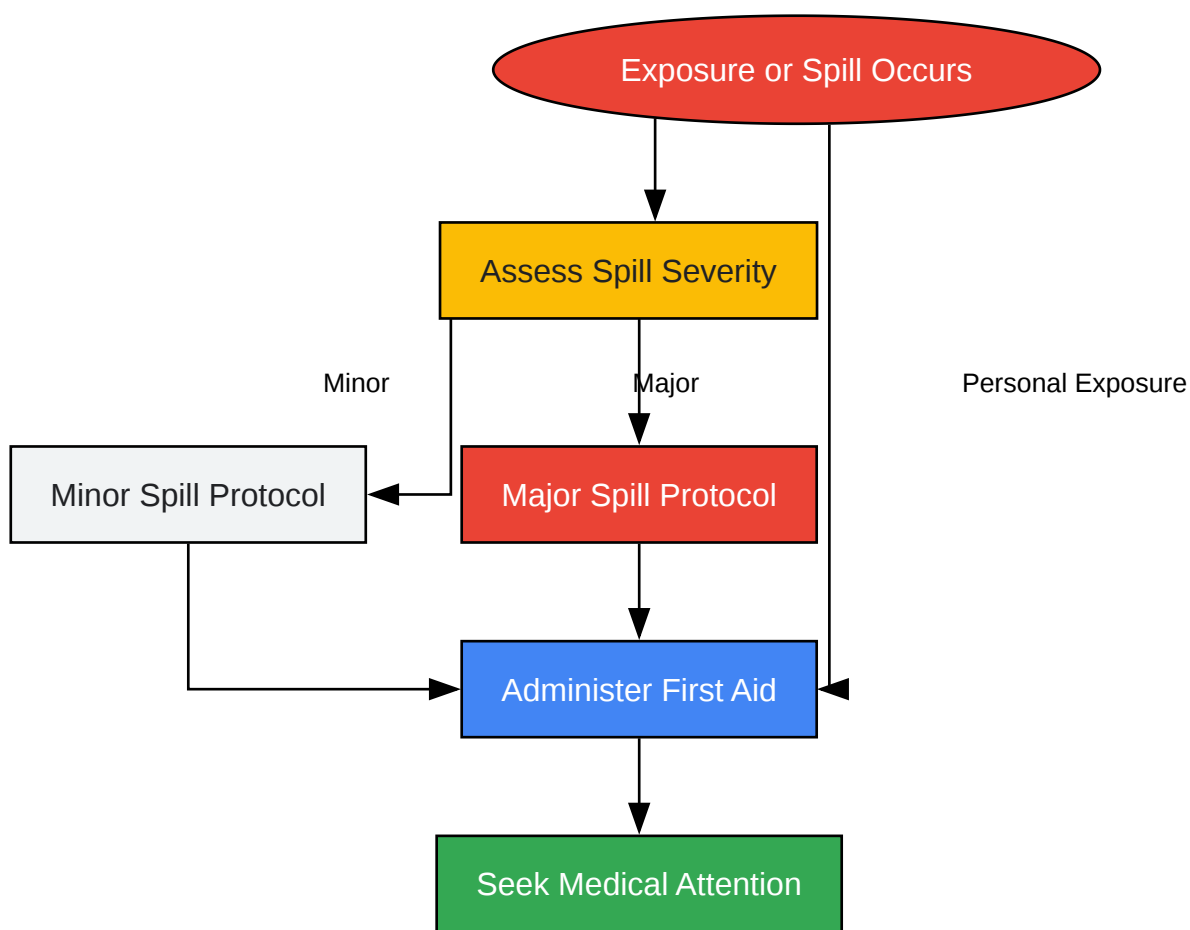 Exposure or Spill Occurs
Assess Spill Severity
Minor
Major
Personal Exposure
Minor Spill Protocol
Major Spill Protocol
Administer First Aid
Seek Medical Attention